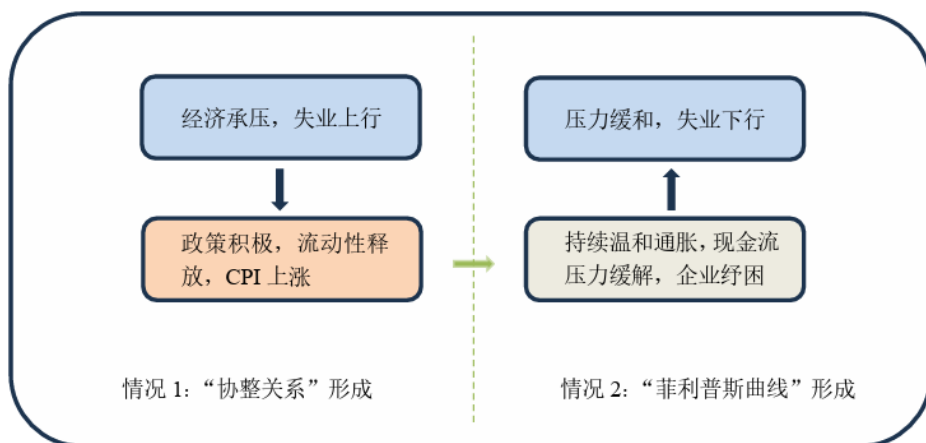 经济承压，失业上行
政策积极，流动性释
放，CPI 上涨
情况 1：“协整关系”形成
压力缓和，失业下行
持续温和通胀，现金流
压力缓解，企业纾困
情况 2：“菲利普斯曲线”形成